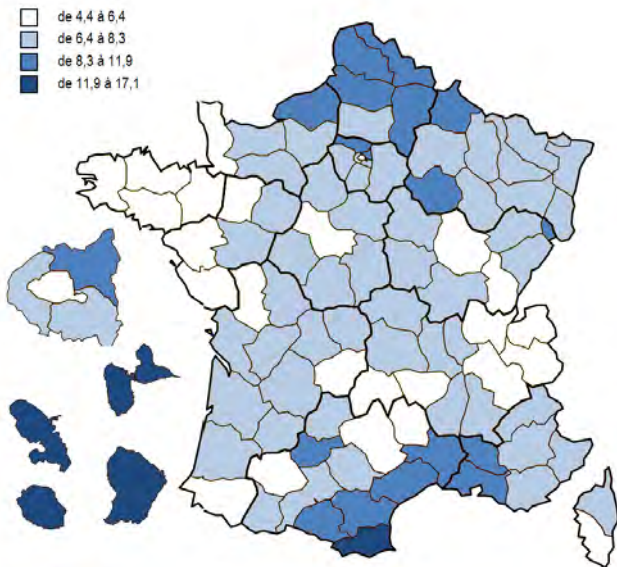 de 4,4 à 6,4
de 6,4 à 8,3
de 8,3 à 11,9
de 11,9 à 17,1